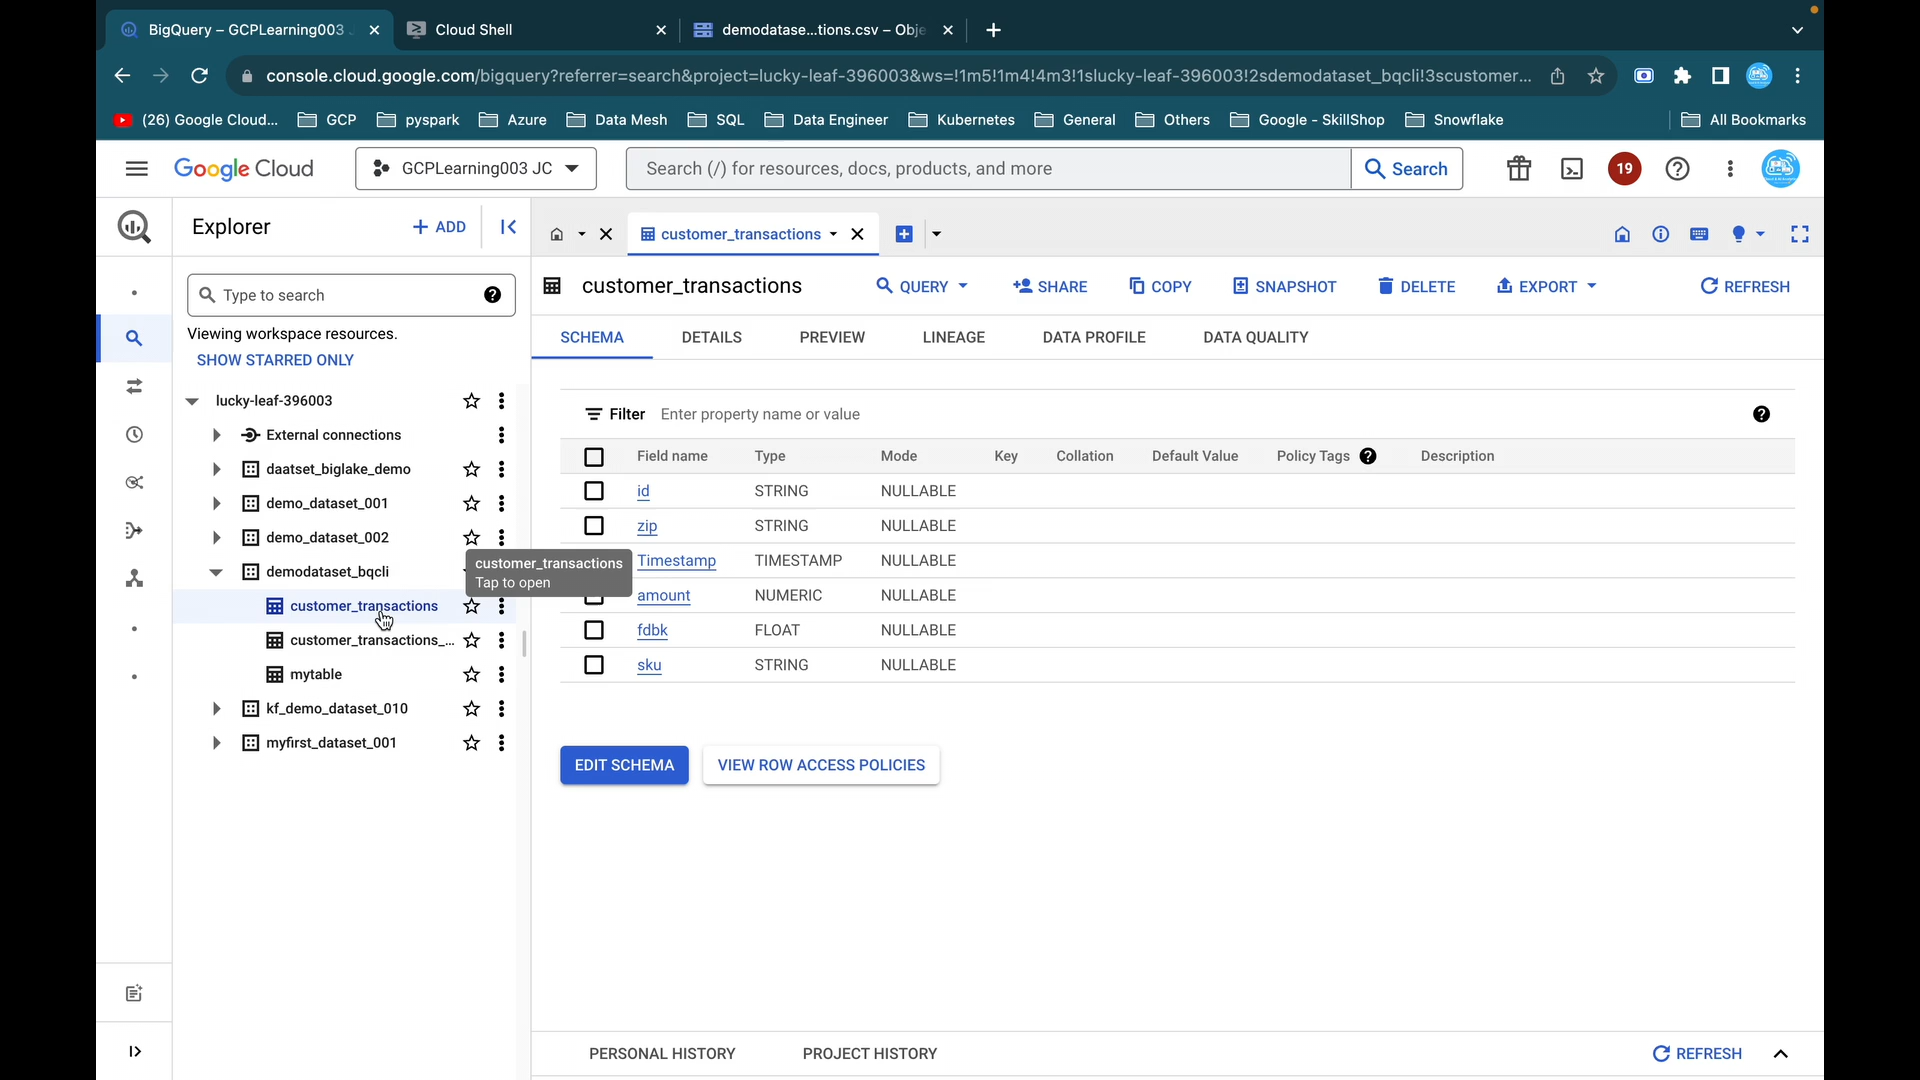 BigQuery – GCPLearning003
Cloud Shell
demodatase...tions.csv – Obje
console.cloud.google.com/bigquery?referrer=search&project=lucky-leaf-396003&ws=!1m5!1m4!4m3!1slucky-leaf-396003!2sdemodataset_bqcli!3scustomer...
(26) Google Cloud...
GCP
pyspark
Azure
Data Mesh
SQL
Data Engineer
Kubernetes
General
Others
Google - SkillShop
Snowflake
All Bookmarks
Google Cloud
GCPLearning003 JC
Search (/) for resources, docs, products, and more
Search
19
Explorer
+ ADD
customer_transactions
Type to search
Viewing workspace resources.
SHOW STARRED ONLY
lucky-leaf-396003
External connections
daatset_biglake_demo
demo_dataset_001
demo_dataset_002
demodataset_bqcli
customer_transactions
customer_transactions_...
mytable
kf_demo_dataset_010
myfirst_dataset_001
customer_transactions
Tap to open
customer_transactions
QUERY
SHARE
COPY
SNAPSHOT
DELETE
EXPORT
REFRESH
SCHEMA
DETAILS
PREVIEW
LINEAGE
DATA PROFILE
DATA QUALITY
Filter Enter property name or value
Field name Type Mode Key Collation Default Value Policy Tags Description
id STRING NULLABLE
zip STRING NULLABLE
Timestamp TIMESTAMP NULLABLE
amount NUMERIC NULLABLE
fdbk FLOAT NULLABLE
sku STRING NULLABLE
EDIT SCHEMA
VIEW ROW ACCESS POLICIES
PERSONAL HISTORY
PROJECT HISTORY
REFRESH